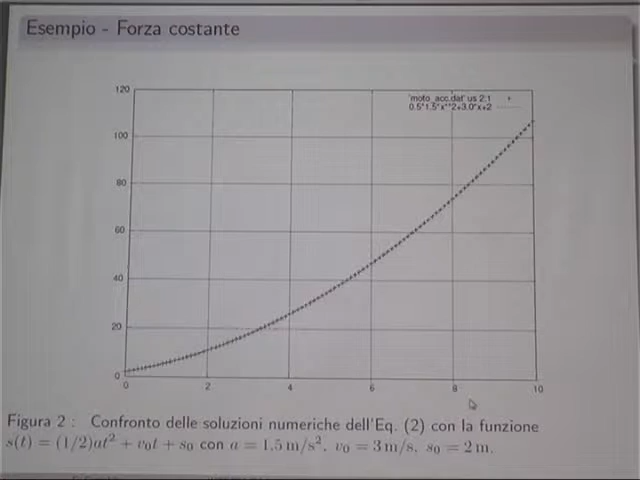 Esempio - Forza costante
120
100
80
60
40
20
0
0 2 4 6 8 10
'moto_acc.dat' us 2:1 +
0.5*1.5*x**2+3.0*x+2
Figura 2 : Confronto delle soluzioni numeriche dell'Eq. (2) con la funzione
s(t) = (1/2)at² + v₀t + s₀ con a = 1.5 m/s², v₀ = 3 m/s, s₀ = 2 m.